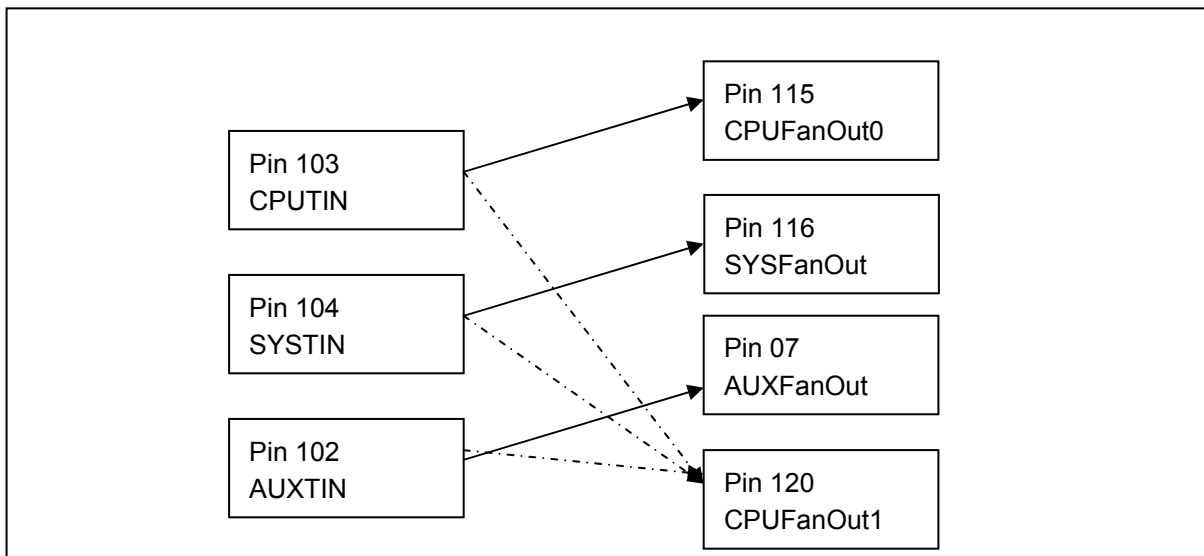 Pin 103
CPUTIN
Pin 104
SYSTIN
Pin 102
AUXTIN
Pin 115
CPUFanOut0
Pin 116
SYSFanOut
Pin 07
AUXFanOut
Pin 120
CPUFanOut1